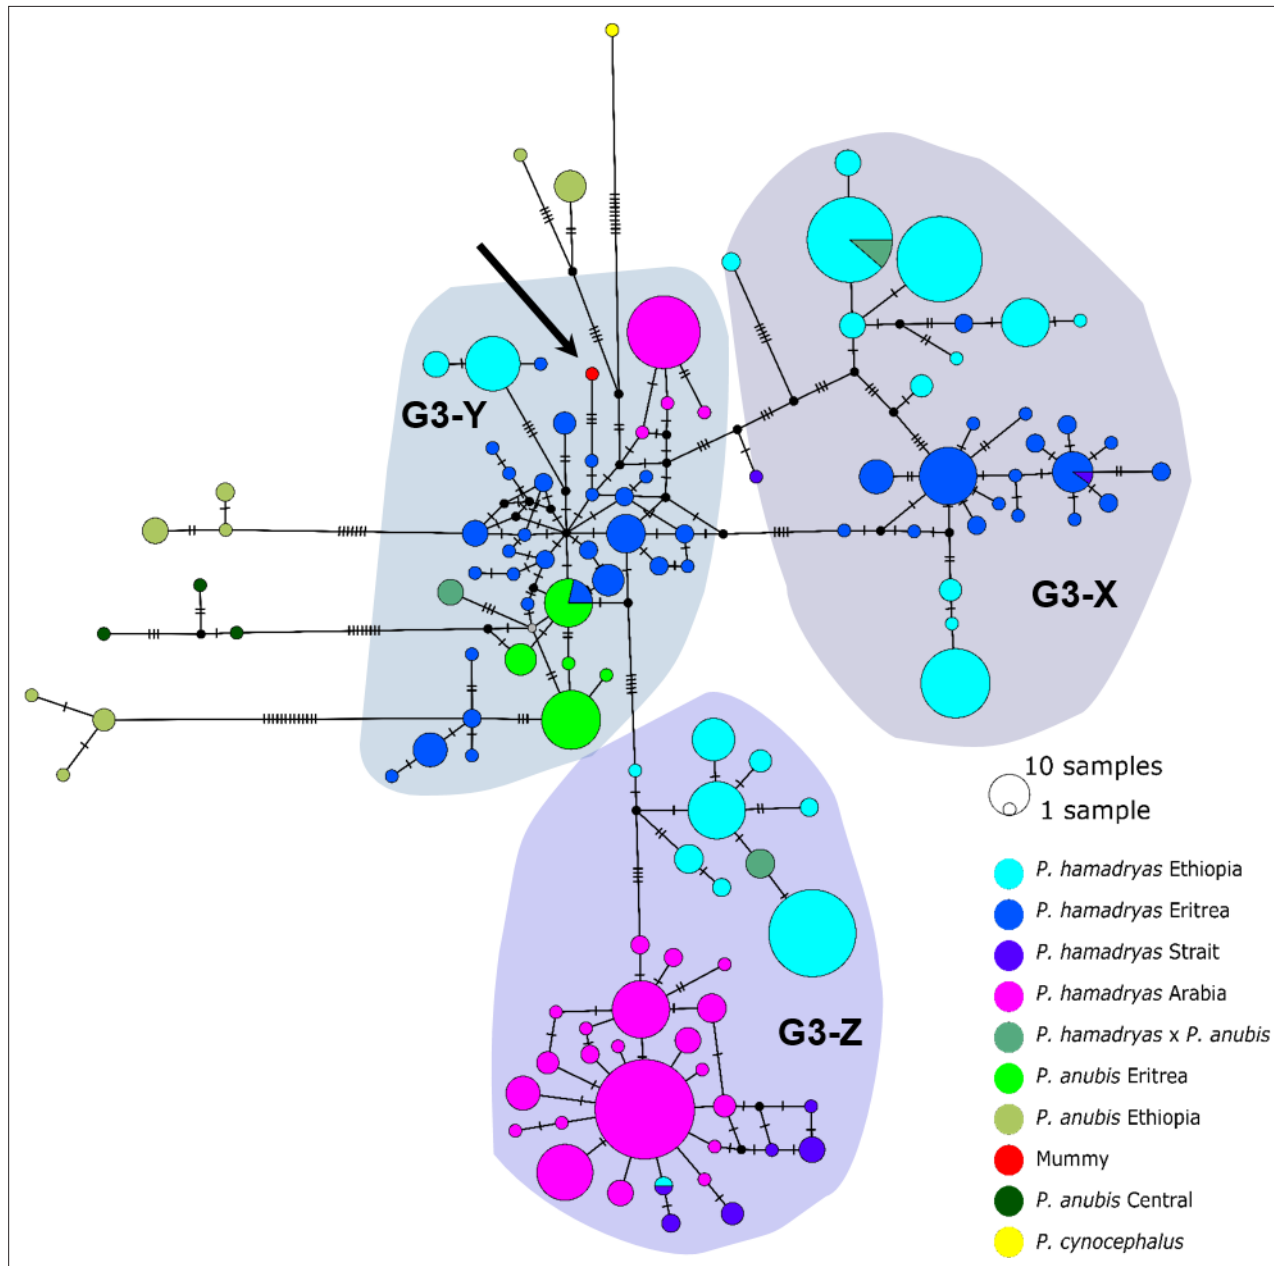 G3-Y
G3-X
G3-Z
10 samples
1 sample
P. hamadryas Ethiopia
P. hamadryas Eritrea
P. hamadryas Strait
P. hamadryas Arabia
P. hamadryas x P. anubis
P. anubis Eritrea
P. anubis Ethiopia
Mummy
P. anubis Central
P. cynocephalus